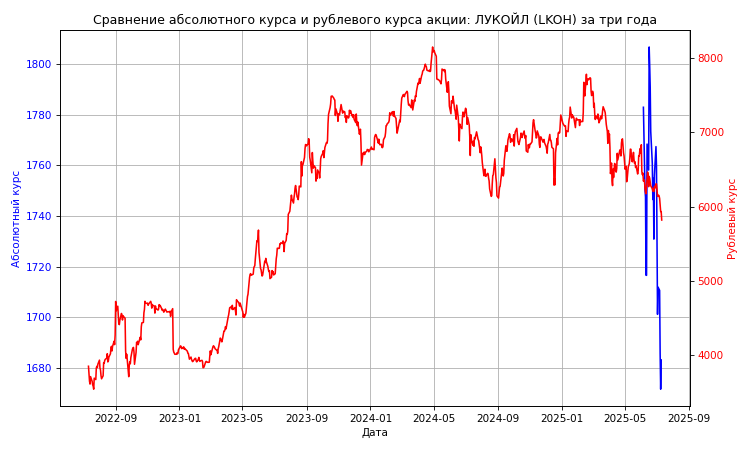 Сравнение абсолютного курса и рублевого курса акции: ЛУКОЙЛ (LKOH) за три года
Абсолютный курс
1800
1780
1760
1740
1720
1700
1680
8000
7000
6000
5000
4000
Рублевый курс
2022-09 2023-01 2023-05 2023-09 2024-01 2024-05 2024-09 2025-01 2025-05 2025-09
Дата